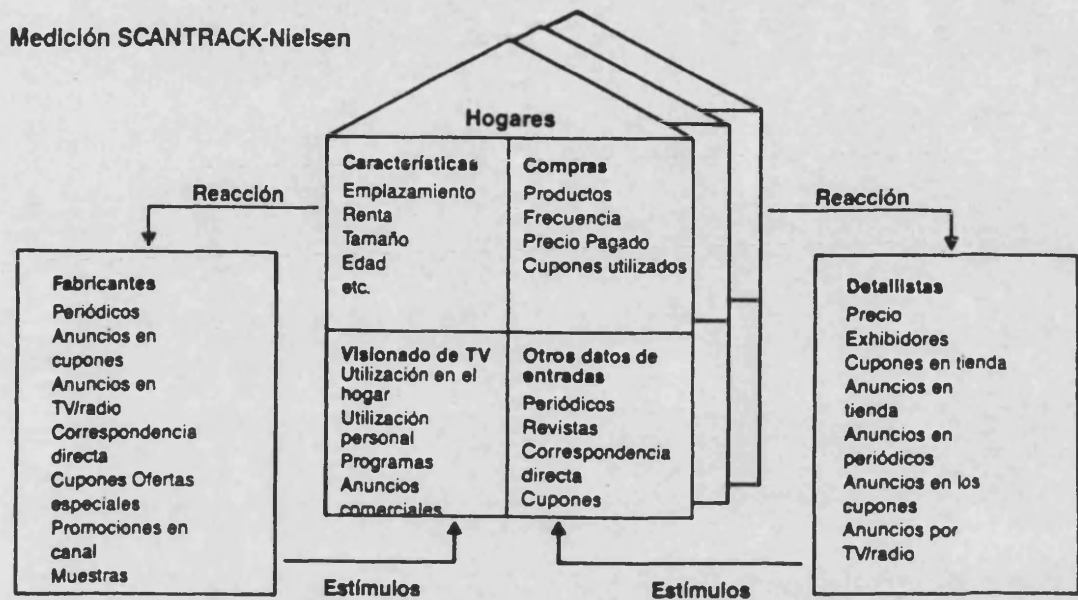 Medición SCANTRACK-Nielsen
Hogares
Características
Emplazamiento
Renta
Tamaño
Edad
etc.
Compras
Productos
Frecuencia
Precio Pagado
Cupones utilizados
Visionado de TV
Utilización en el
hogar
Utilización
personal
Programas
Anuncios
comerciales
Otros datos de
entradas
Periódicos
Revistas
Correspondencia
directa
Cupones
Reacción
Fabricantes
Periódicos
Anuncios en
cupones
Anuncios en
TV/radio
Correspondencia
directa
Cupones Ofertas
especiales
Promociones en
canal
Muestras
Estímulos
Reacción
Detallistas
Precio
Exhibidores
Cupones en tienda
Anuncios en
tienda
Anuncios en
periódicos
Anuncios en los
cupones
Anuncios por
TV/radio
Estímulos